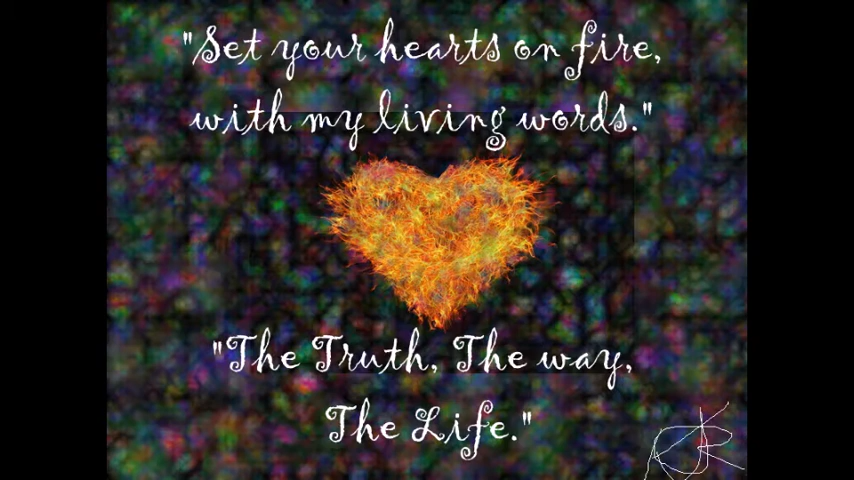 "Set your hearts on fire,
with my living words."
"The Truth, The way,
The Life."